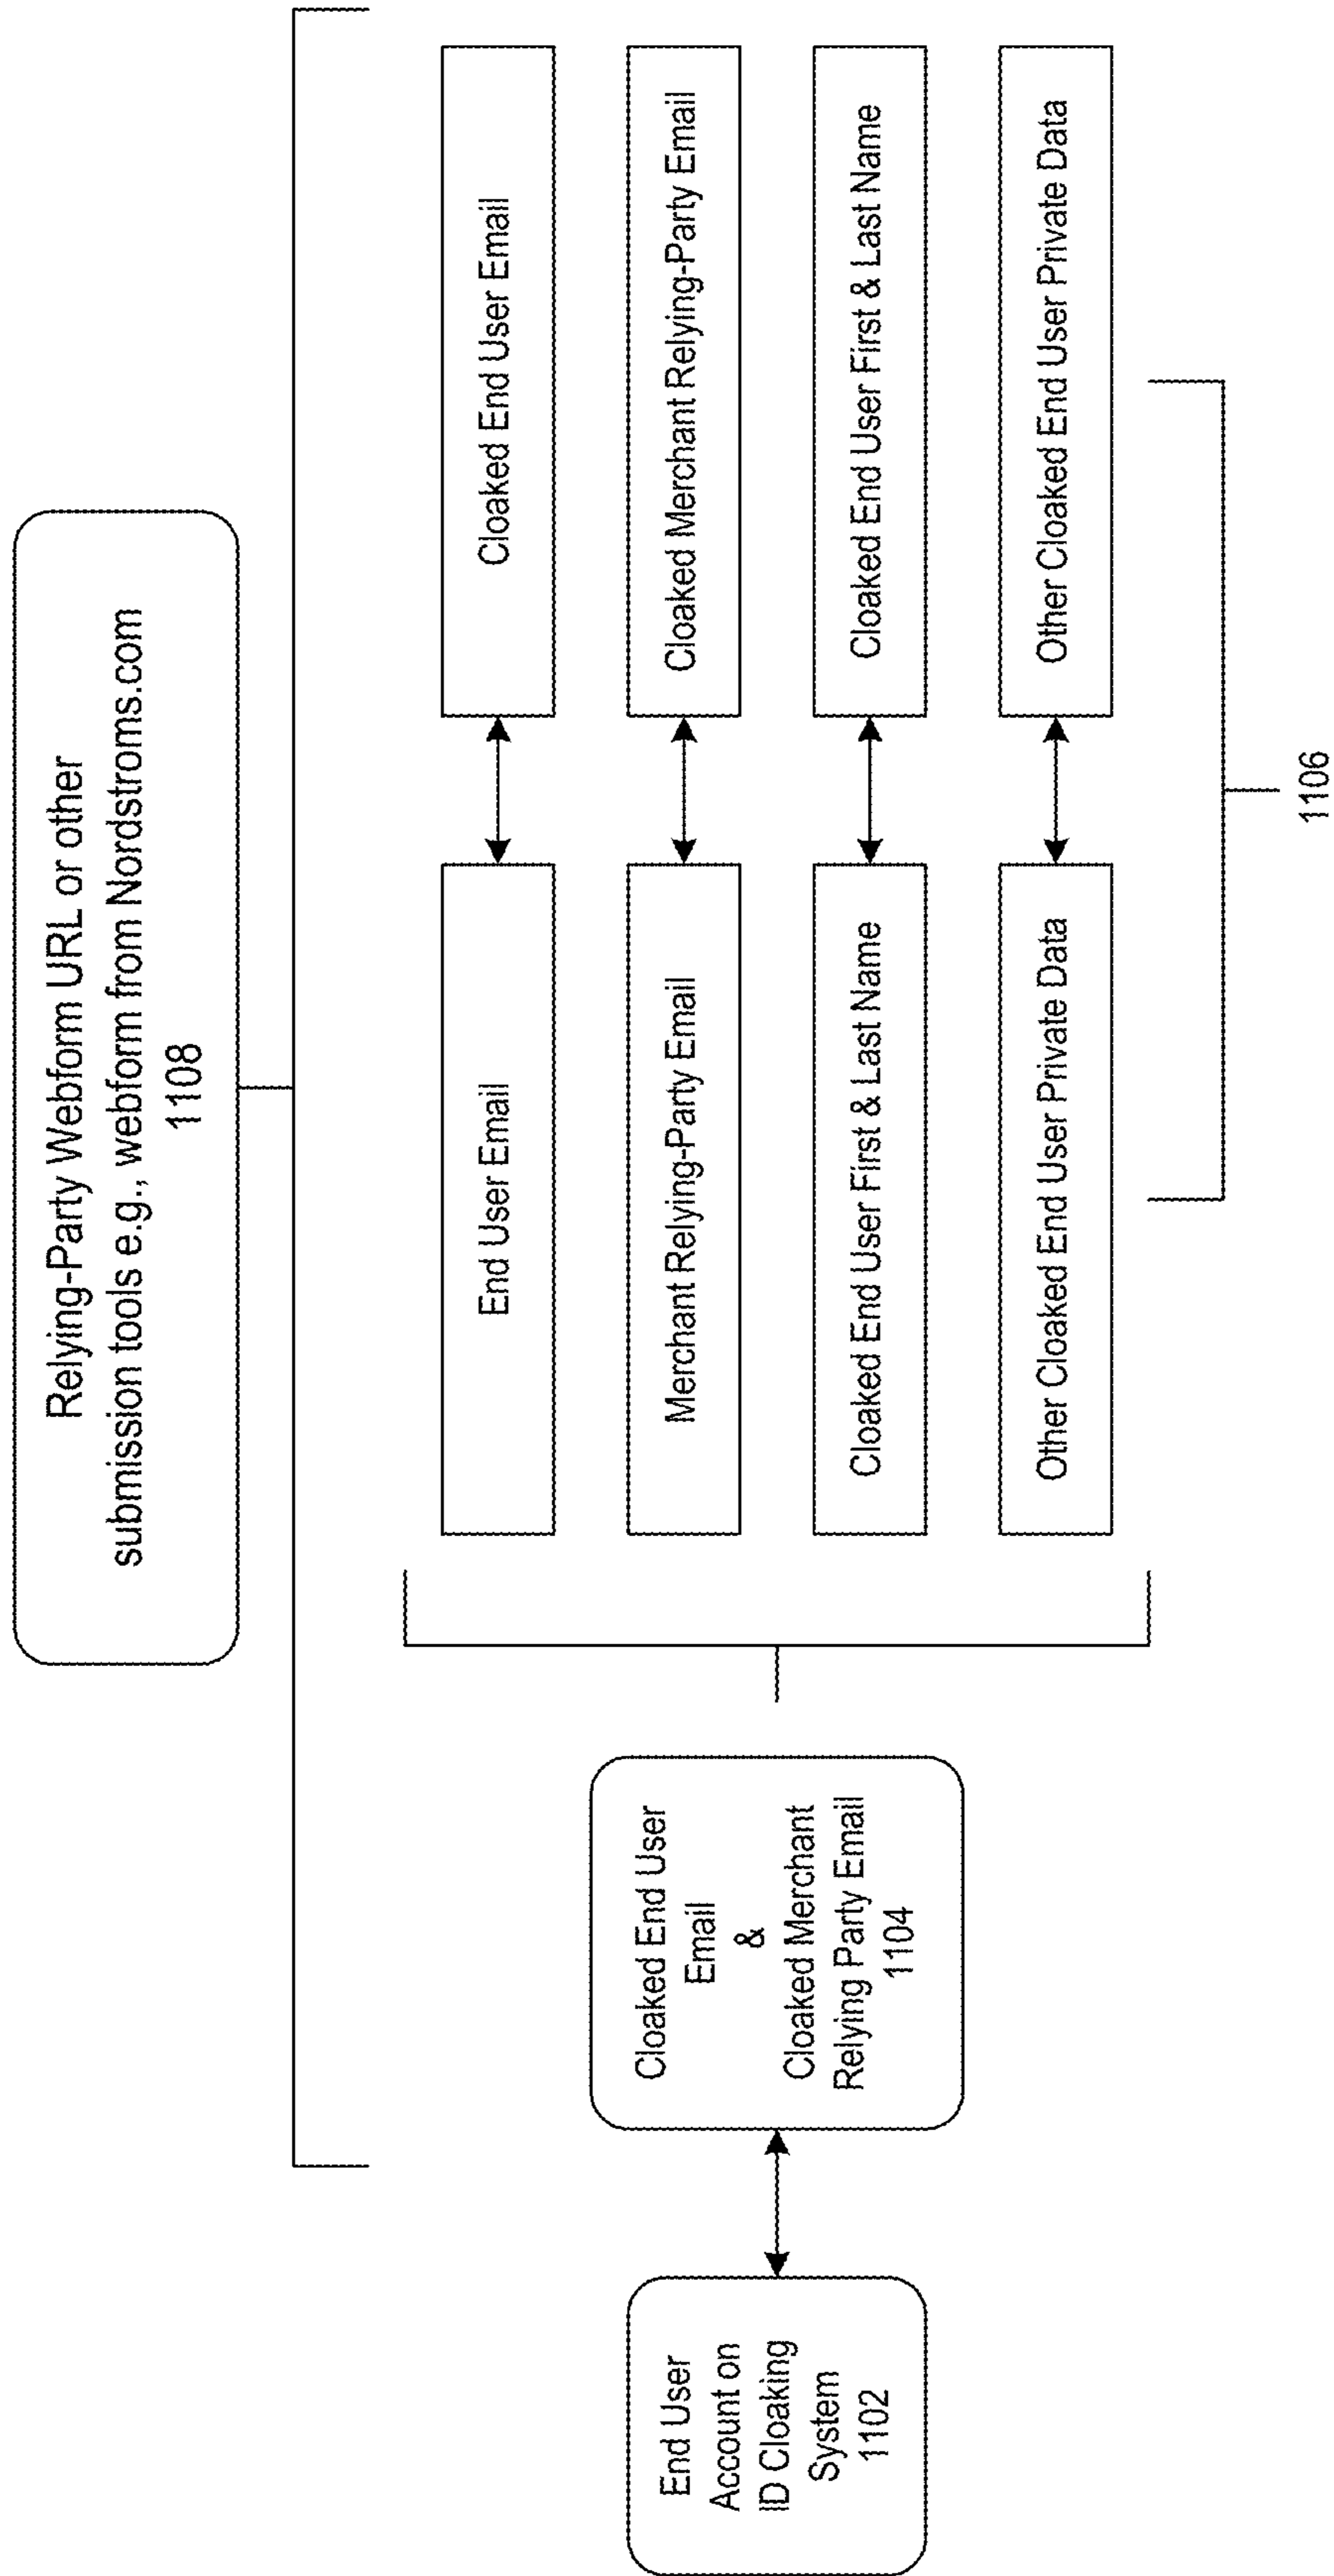 Relying-Party Webform URL or other
submission tools e.g., webform from Nordstroms.com
1108
End User
Account on
ID Cloaking
System
1102
Cloaked End User
Email
&
Cloaked Merchant
Relying Party Email
1104
End User Email
Cloaked End User Email
Merchant Relying-Party Email
Cloaked Merchant Relying-Party Email
Cloaked End User First & Last Name
Cloaked End User First & Last Name
Other Cloaked End User Private Data
Other Cloaked End User Private Data
1106